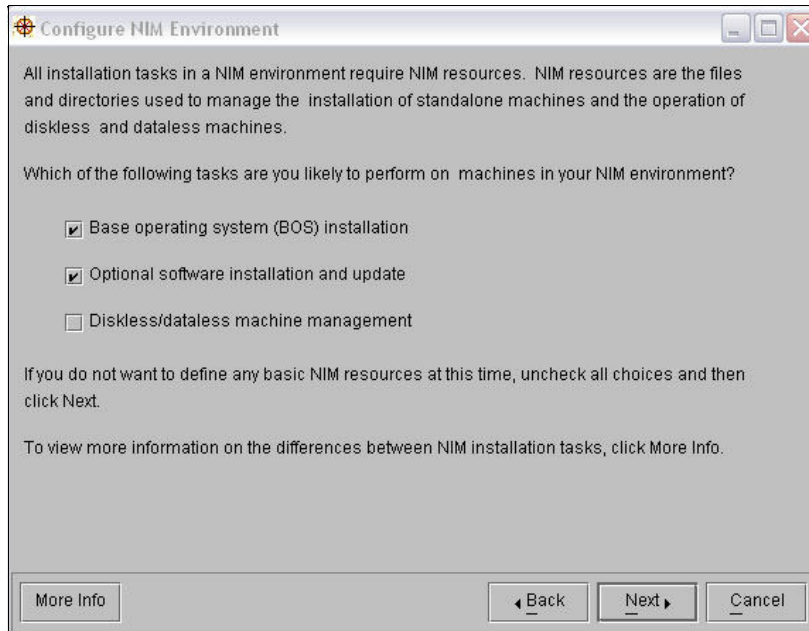 Configure NIM Environment
All installation tasks in a NIM environment require NIM resources. NIM resources are the files
and directories used to manage the installation of standalone machines and the operation of
diskless and dataless machines.
Which of the following tasks are you likely to perform on machines in your NIM environment?
Base operating system (BOS) installation
Optional software installation and update
Diskless/dataless machine management
If you do not want to define any basic NIM resources at this time, uncheck all choices and then
click Next.
To view more information on the differences between NIM installation tasks, click More Info.
More Info
Back
Next
Cancel